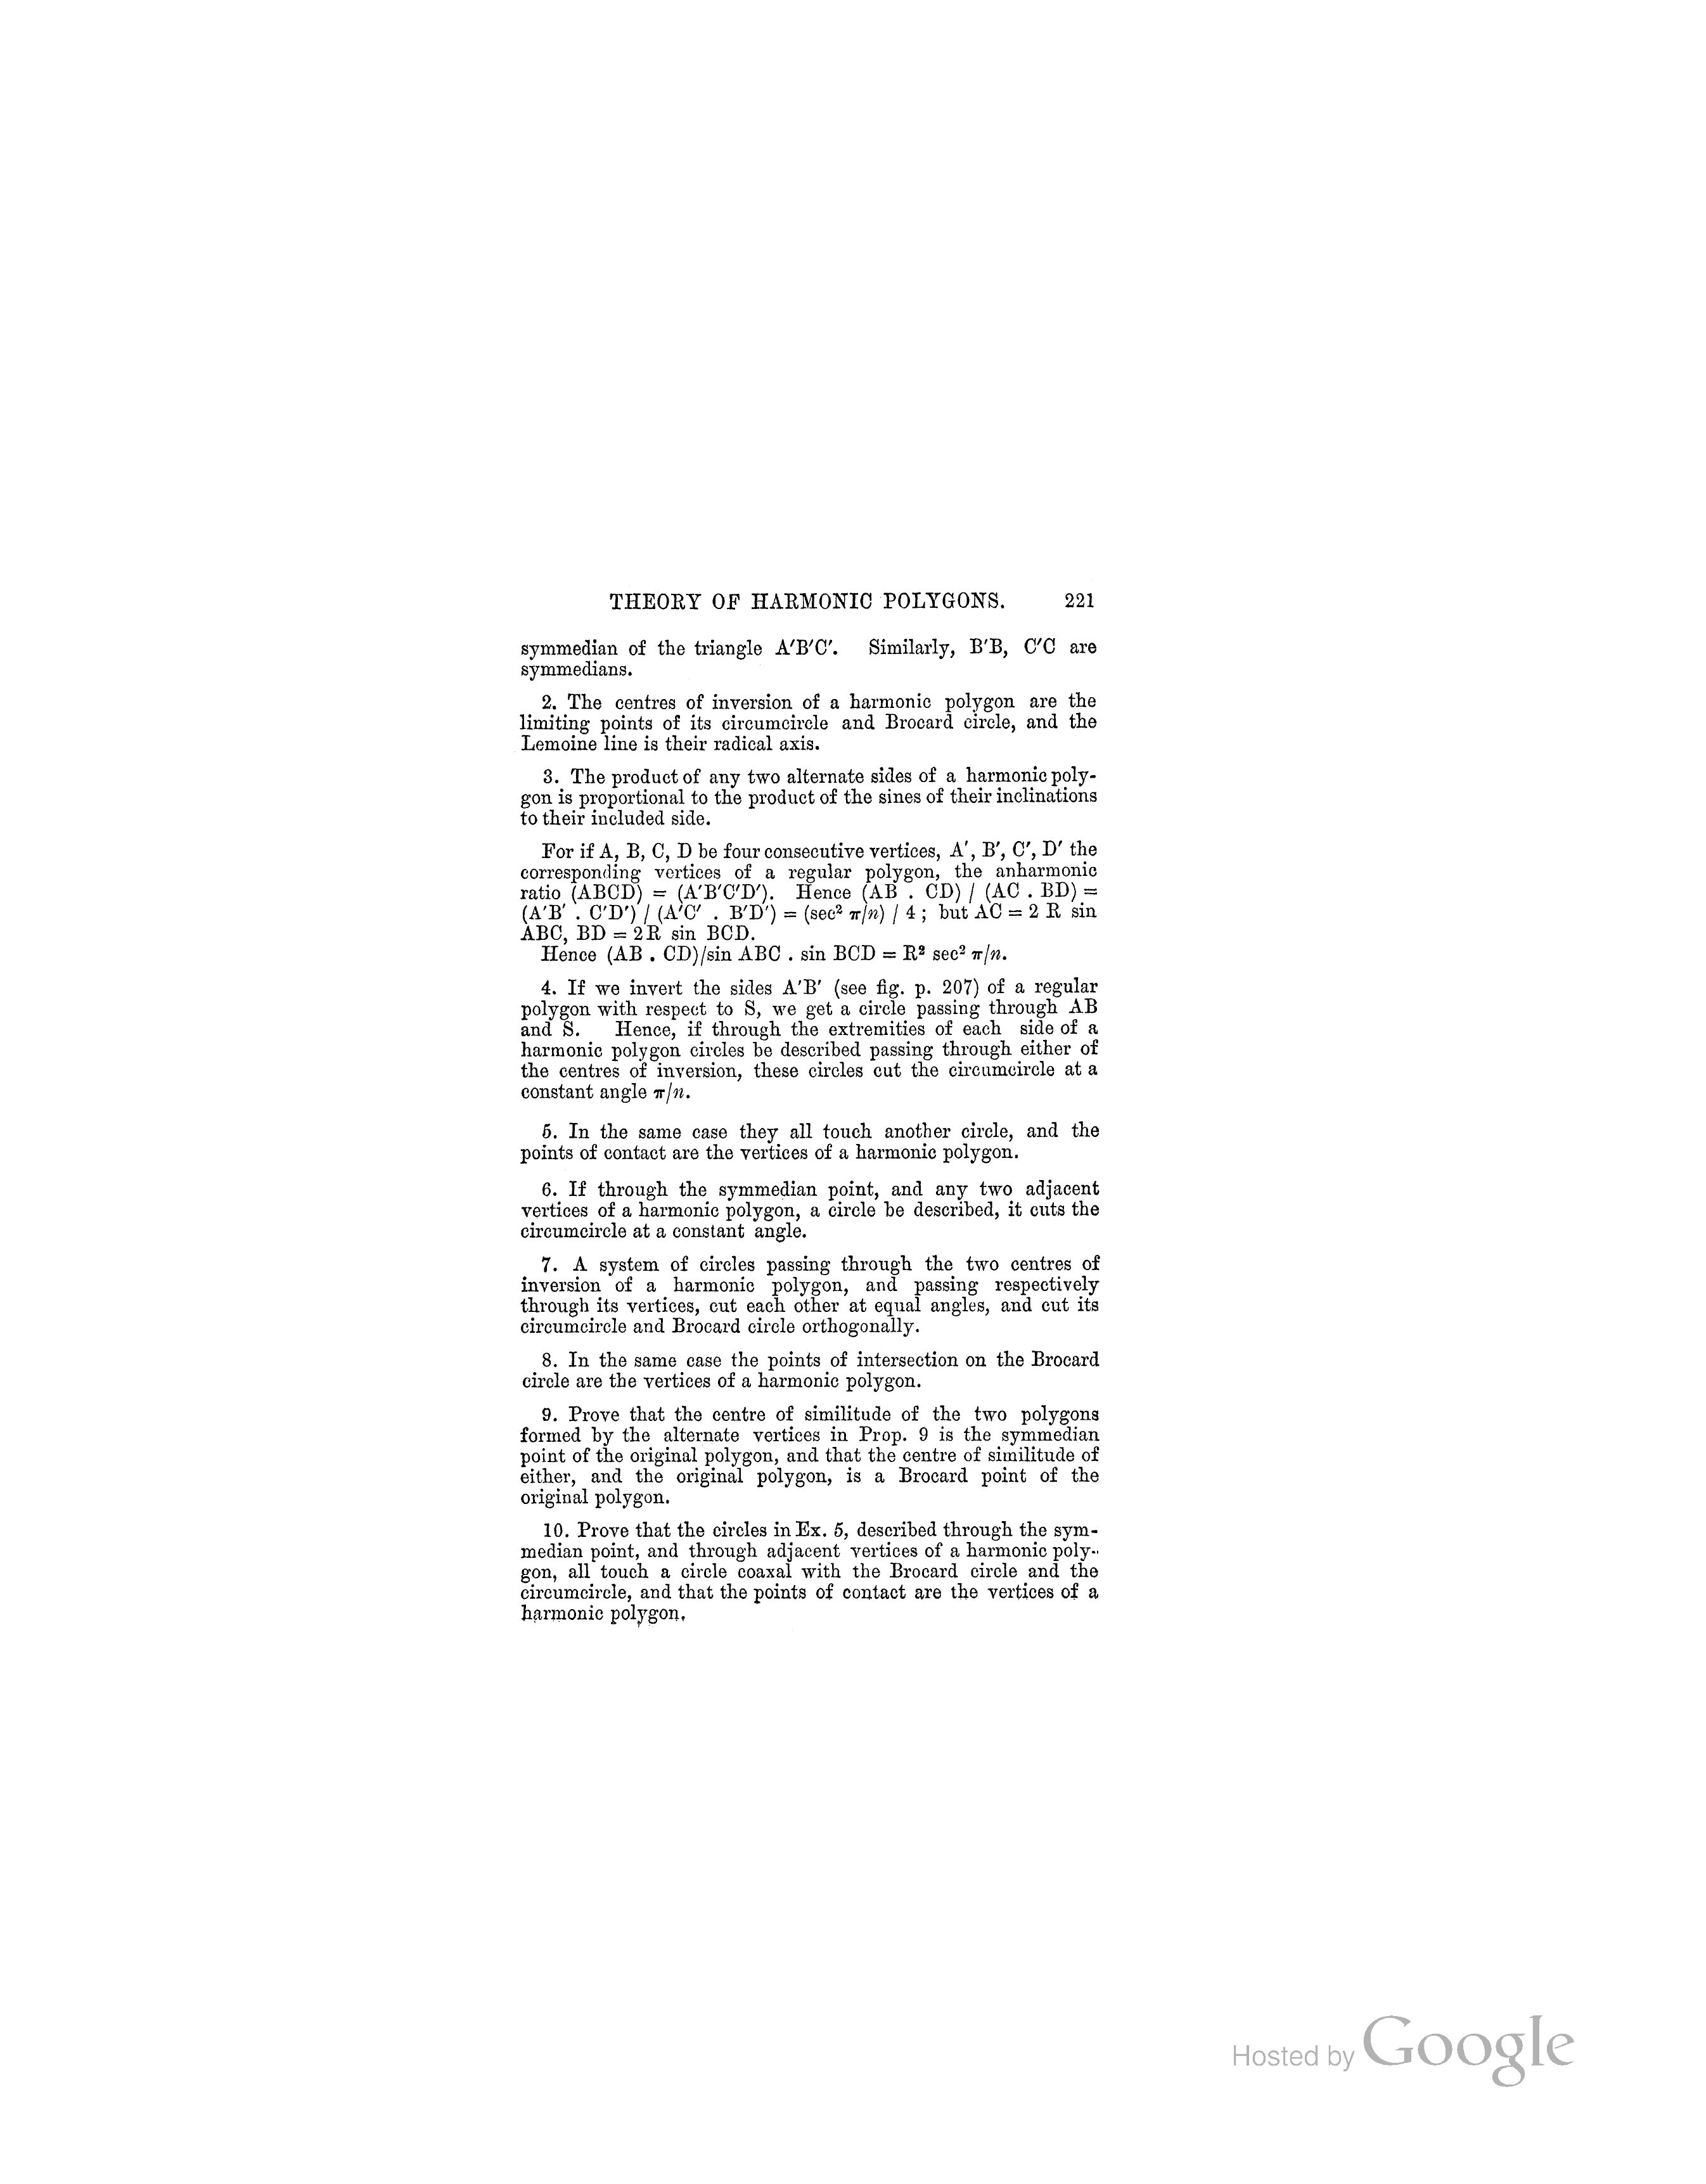 THEORY OF HARMONIC POLYGONS. 221
symmedian of the triangle A′B′C′. Similarly, B′B, C′C are
symmedians.
2. The centres of inversion of a harmonic polygon are the
limiting points of its circumcircle and Brocard circle, and the
Lemoine line is their radical axis.
3. The product of any two alternate sides of a harmonic poly-
gon is proportional to the product of the sines of their inclinations
to their included side.
For if A, B, C, D be four consecutive vertices, A′, B′, C′, D′ the
corresponding vertices of a regular polygon, the anharmonic
ratio (ABCD) = (A′B′C′D′). Hence (AB . CD) / (AC . BD) =
(A′B′ . C′D′) / (A′C′ . B′D′) = (sec² π/n) / 4 ; but AC = 2 R sin
ABC, BD = 2R sin BCD.
Hence (AB . CD)/sin ABC . sin BCD = R² sec² π/n.
4. If we invert the sides A′B′ (see fig. p. 207) of a regular
polygon with respect to S, we get a circle passing through AB
and S. Hence, if through the extremities of each side of a
harmonic polygon circles be described passing through either of
the centres of inversion, these circles cut the circumcircle at a
constant angle π/n.
5. In the same case they all touch another circle, and the
points of contact are the vertices of a harmonic polygon.
6. If through the symmedian point, and any two adjacent
vertices of a harmonic polygon, a circle be described, it cuts the
circumcircle at a constant angle.
7. A system of circles passing through the two centres of
inversion of a harmonic polygon, and passing respectively
through its vertices, cut each other at equal angles, and cut its
circumcircle and Brocard circle orthogonally.
8. In the same case the points of intersection on the Brocard
circle are the vertices of a harmonic polygon.
9. Prove that the centre of similitude of the two polygons
formed by the alternate vertices in Prop. 9 is the symmedian
point of the original polygon, and that the centre of similitude of
either, and the original polygon, is a Brocard point of the
original polygon.
10. Prove that the circles in Ex. 5, described through the sym-
median point, and through adjacent vertices of a harmonic poly-
gon, all touch a circle coaxal with the Brocard circle and the
circumcircle, and that the points of contact are the vertices of a
harmonic polygon.
Hosted by Google